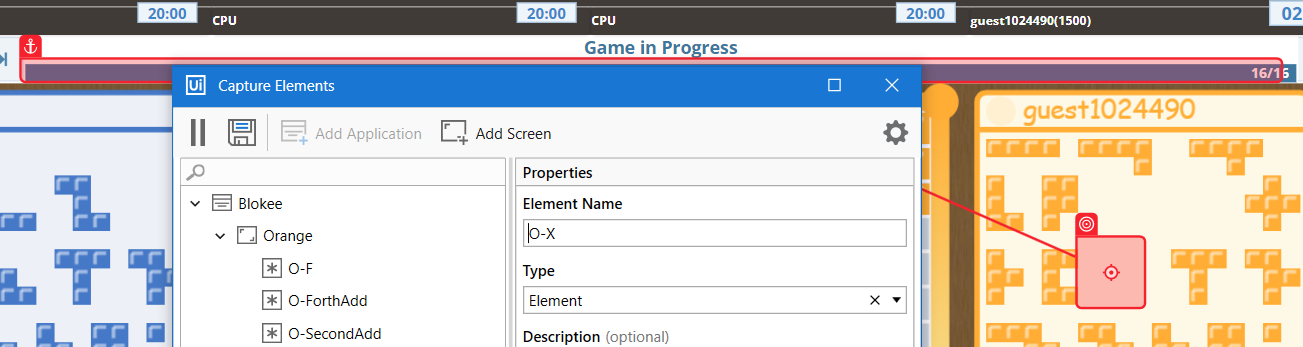 20:00 CPU 20:00 CPU 20:00 guest1024490(1500) 02
Game in Progress
16/16
Ui Capture Elements
Add Application Add Screen
guest1024490
Properties
Blokee
Element Name
Orange
O-X
O-F
Type
O-ForthAdd
Element
O-SecondAdd
Description (optional)